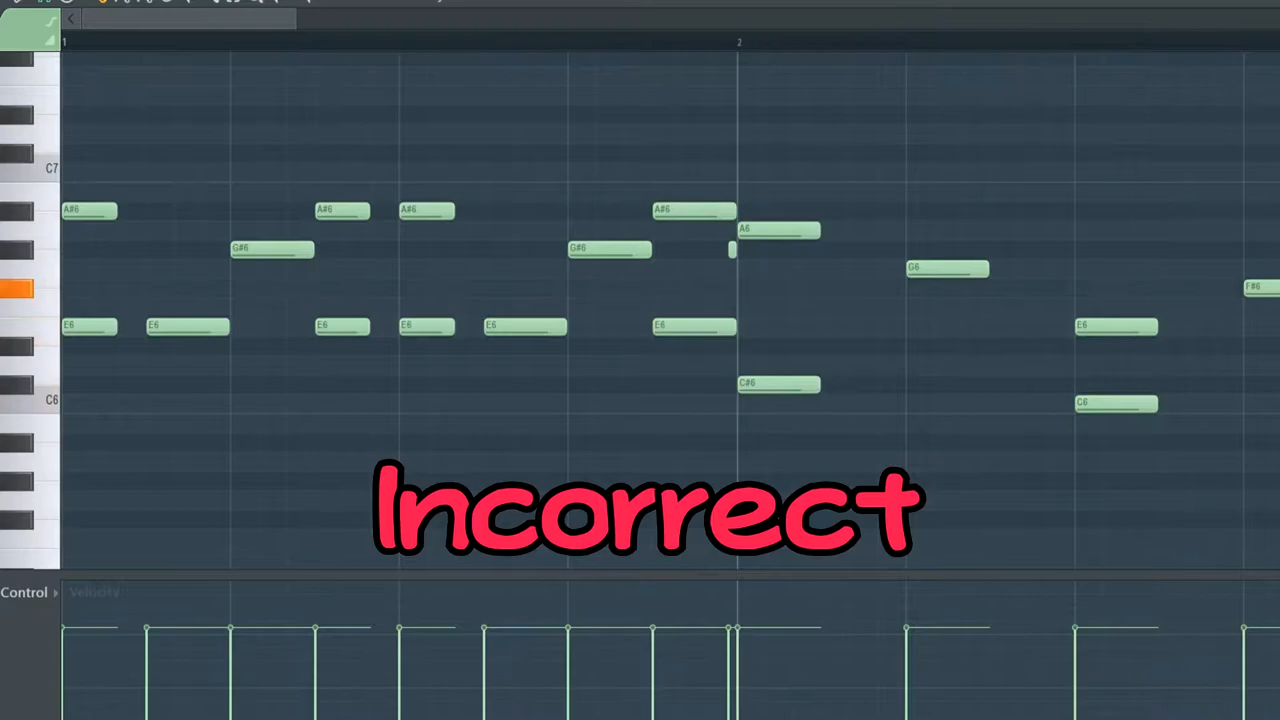 1 2
C7
A#6 A#6 A#6 A#6
A6
G#6 G#6
G6
F#6
E6 E6 E6 E6 E6 E6 E6
C#6
C6 C6
Incorrect
Control Velocity